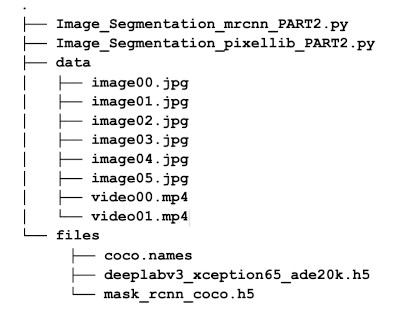 .
├── Image_Segmentation_mrcnn_PART2.py
├── Image_Segmentation_pixellib_PART2.py
├── data
│   ├── image00.jpg
│   ├── image01.jpg
│   ├── image02.jpg
│   ├── image03.jpg
│   ├── image04.jpg
│   ├── image05.jpg
│   ├── video00.mp4
│   └── video01.mp4
└── files
    ├── coco.names
    ├── deeplabv3_xception65_ade20k.h5
    └── mask_rcnn_coco.h5